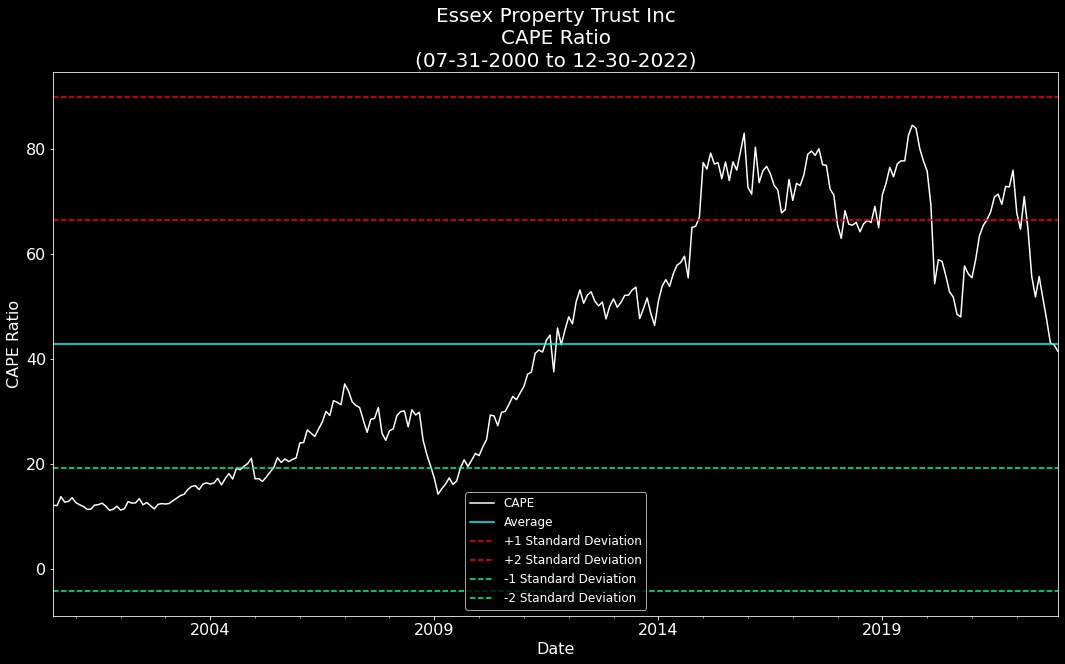 Essex Property Trust Inc
CAPE Ratio
(07-31-2000 to 12-30-2022)
CAPE Ratio
80
60
40
20
0
CAPE
Average
+1 Standard Deviation
+2 Standard Deviation
-1 Standard Deviation
-2 Standard Deviation
2004 2009 2014 2019
Date